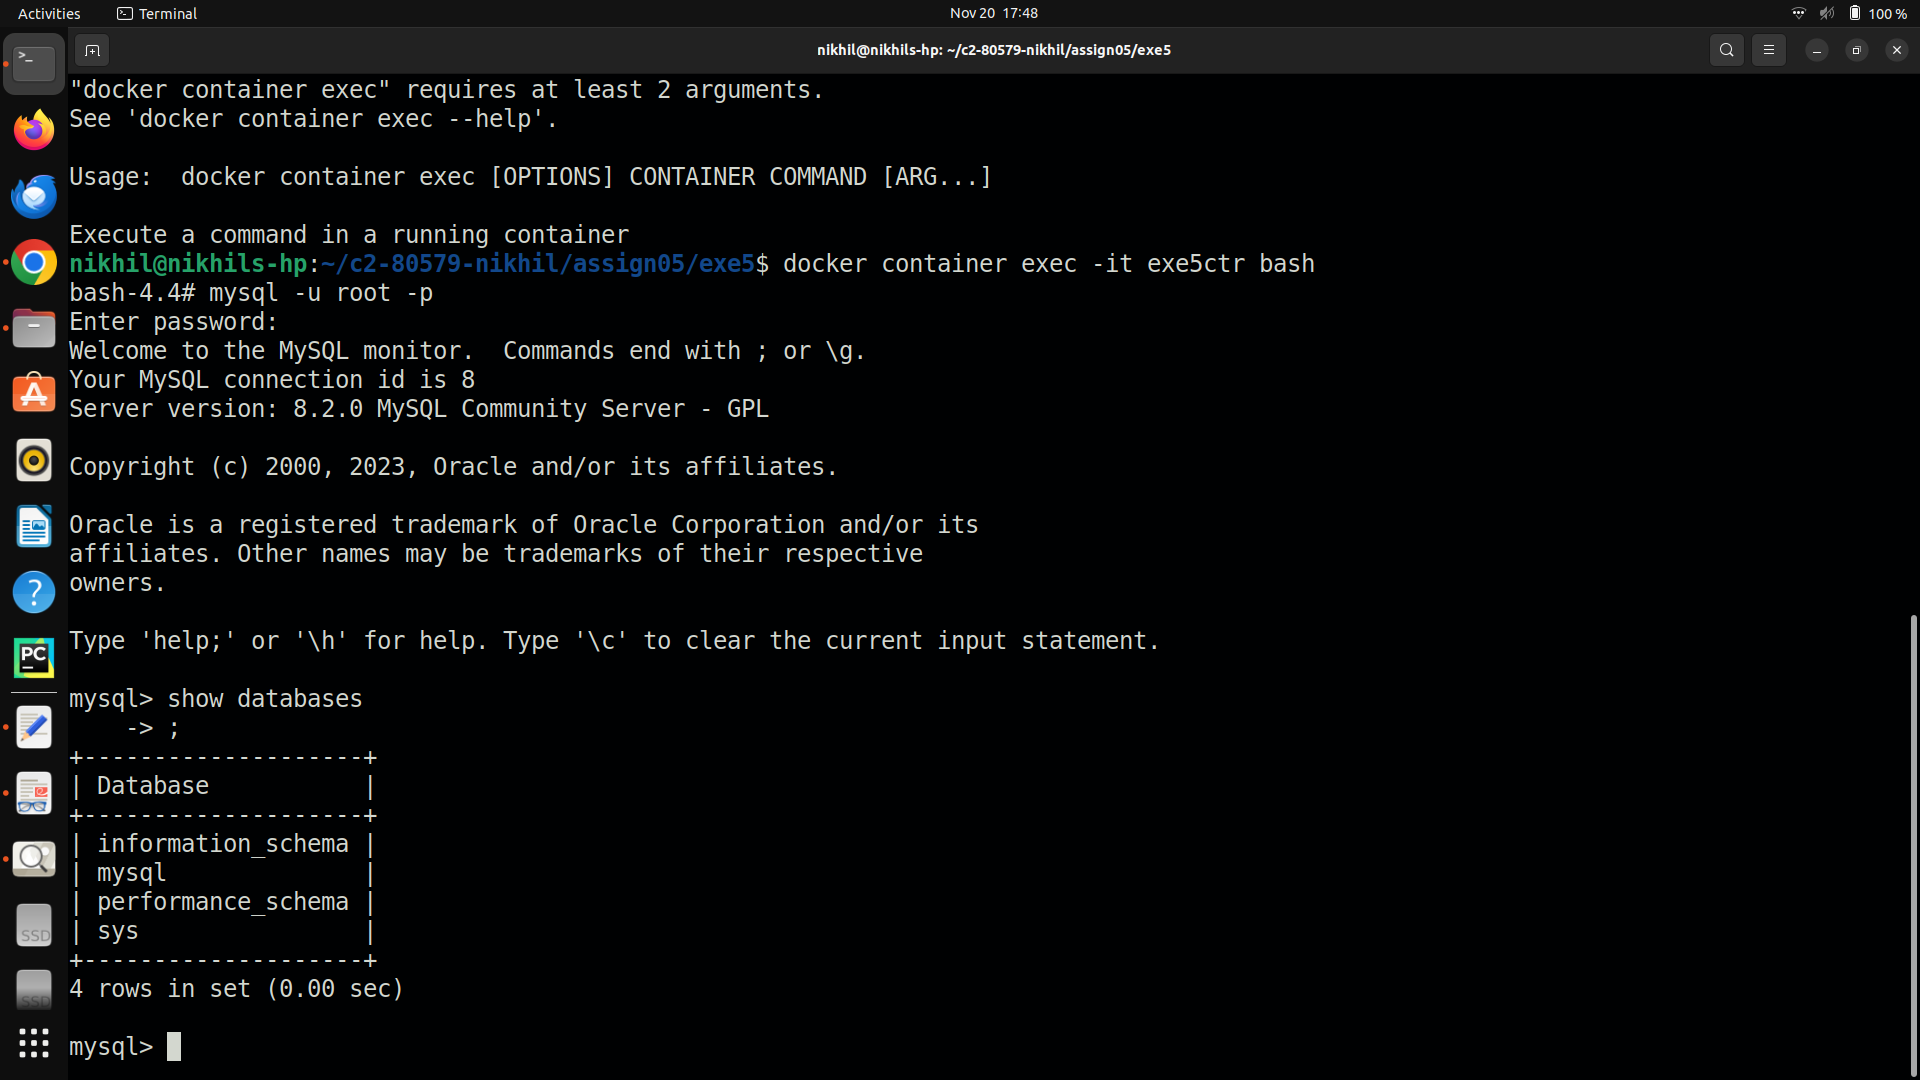 Activities Terminal Nov 20 17:48 100 %
nikhil@nikhils-hp: ~/c2-80579-nikhil/assign05/exe5
"docker container exec" requires at least 2 arguments.
See 'docker container exec --help'.
Usage:  docker container exec [OPTIONS] CONTAINER COMMAND [ARG...]
Execute a command in a running container
nikhil@nikhils-hp:~/c2-80579-nikhil/assign05/exe5$ docker container exec -it exe5ctr bash
bash-4.4# mysql -u root -p
Enter password:
Welcome to the MySQL monitor.  Commands end with ; or \g.
Your MySQL connection id is 8
Server version: 8.2.0 MySQL Community Server - GPL
Copyright (c) 2000, 2023, Oracle and/or its affiliates.
Oracle is a registered trademark of Oracle Corporation and/or its
affiliates. Other names may be trademarks of their respective
owners.
Type 'help;' or '\h' for help. Type '\c' to clear the current input statement.
mysql> show databases
    -> ;
+--------------------+
| Database           |
+--------------------+
| information_schema |
| mysql              |
| performance_schema |
| sys                |
+--------------------+
4 rows in set (0.00 sec)
mysql>
PC
SSD
SSD